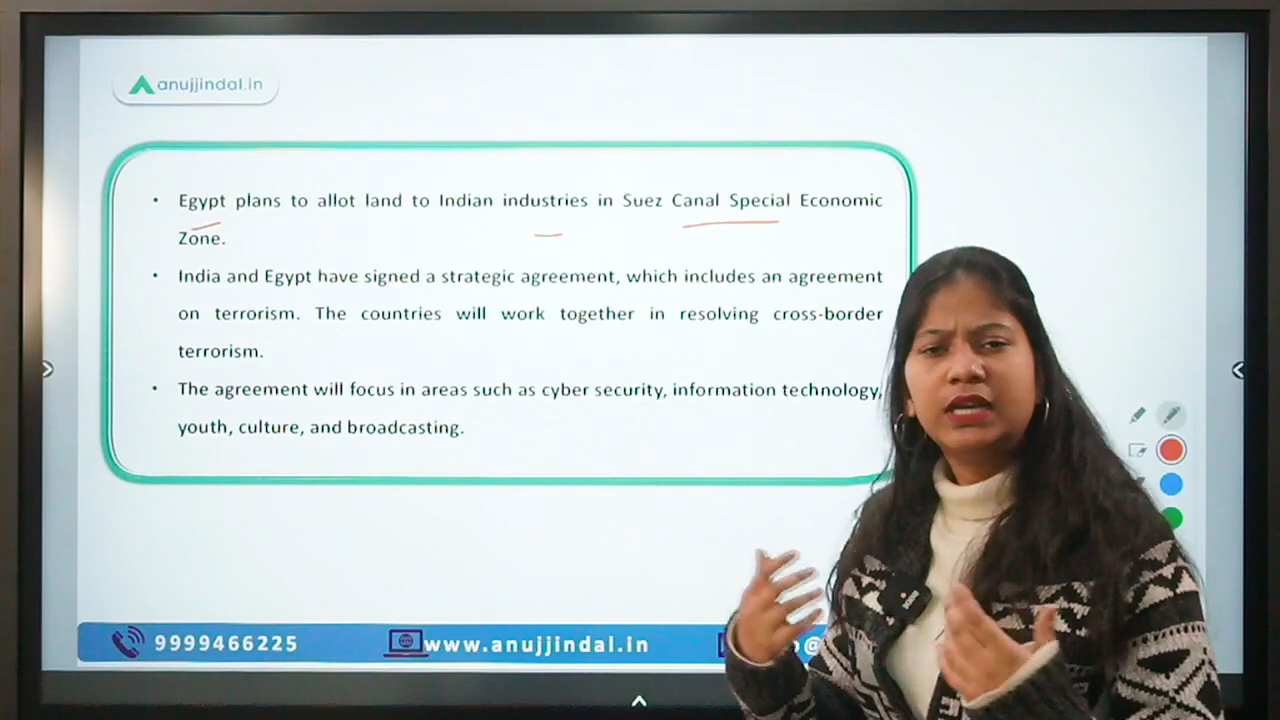 anujjindal.in
• Egypt plans to allot land to Indian industries in Suez Canal Special Economic
Zone.
• India and Egypt have signed a strategic agreement, which includes an agreement
on terrorism. The countries will work together in resolving cross-border
terrorism.
• The agreement will focus in areas such as cyber security, information technology,
youth, culture, and broadcasting.
9999466225 www.anujjindal.in